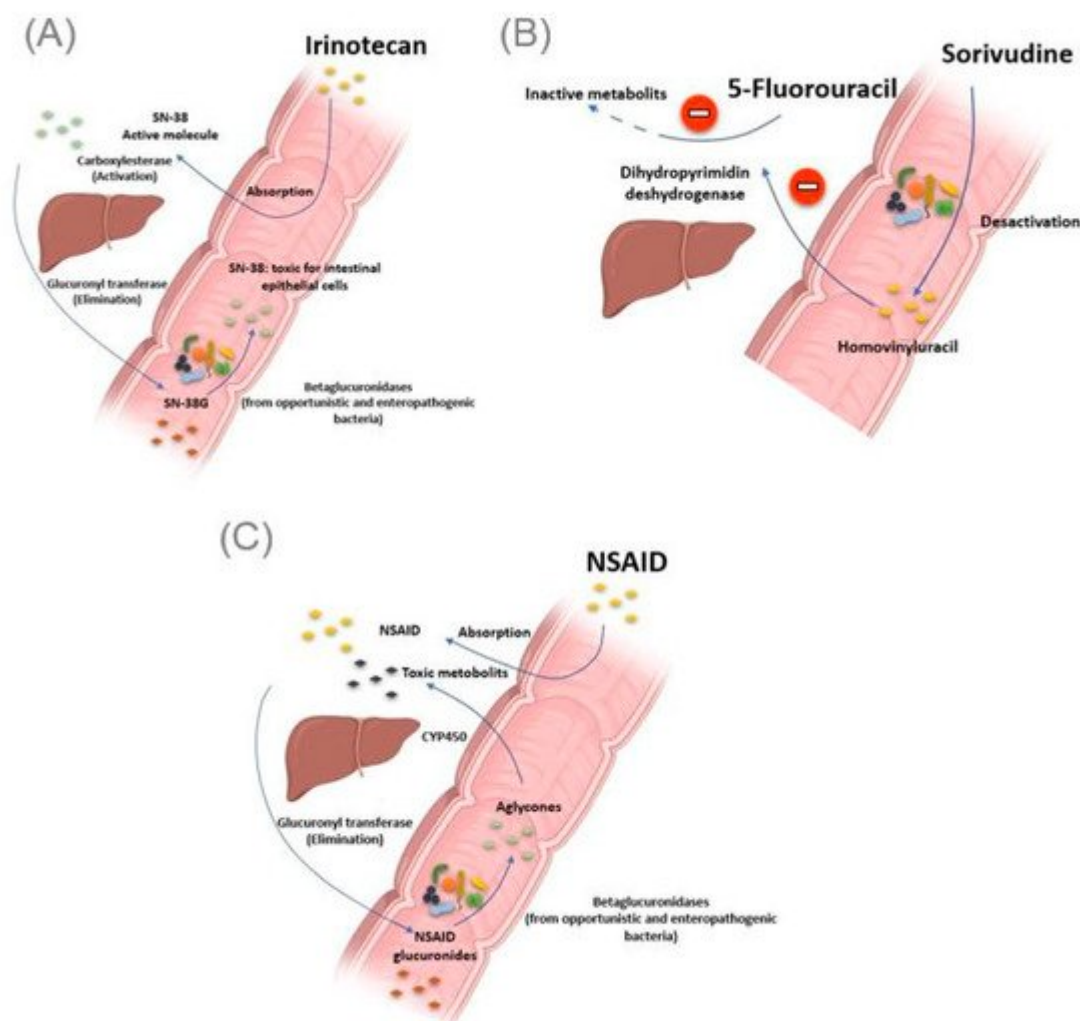 (A)
Irinotecan
SN-38
Active molecule
Carboxylesterase
(Activation)
Absorption
SN-38: toxic for intestinal
epithelial cells
Glucuronyl transferase
(Elimination)
SN-38G
Betaglucuronidases
(from opportunistic and enteropathogenic
bacteria)
(B)
Sorivudine
5-Fluorouracil
Inactive metabolits
Dihydropyrimidin
deshydrogenase
Desactivation
Homovinyluracil
(C)
NSAID
NSAID
Absorption
Toxic metobolits
CYP450
Aglycones
Glucuronyl transferase
(Elimination)
NSAID
glucuronides
Betaglucuronidases
(from opportunistic and enteropathogenic
bacteria)